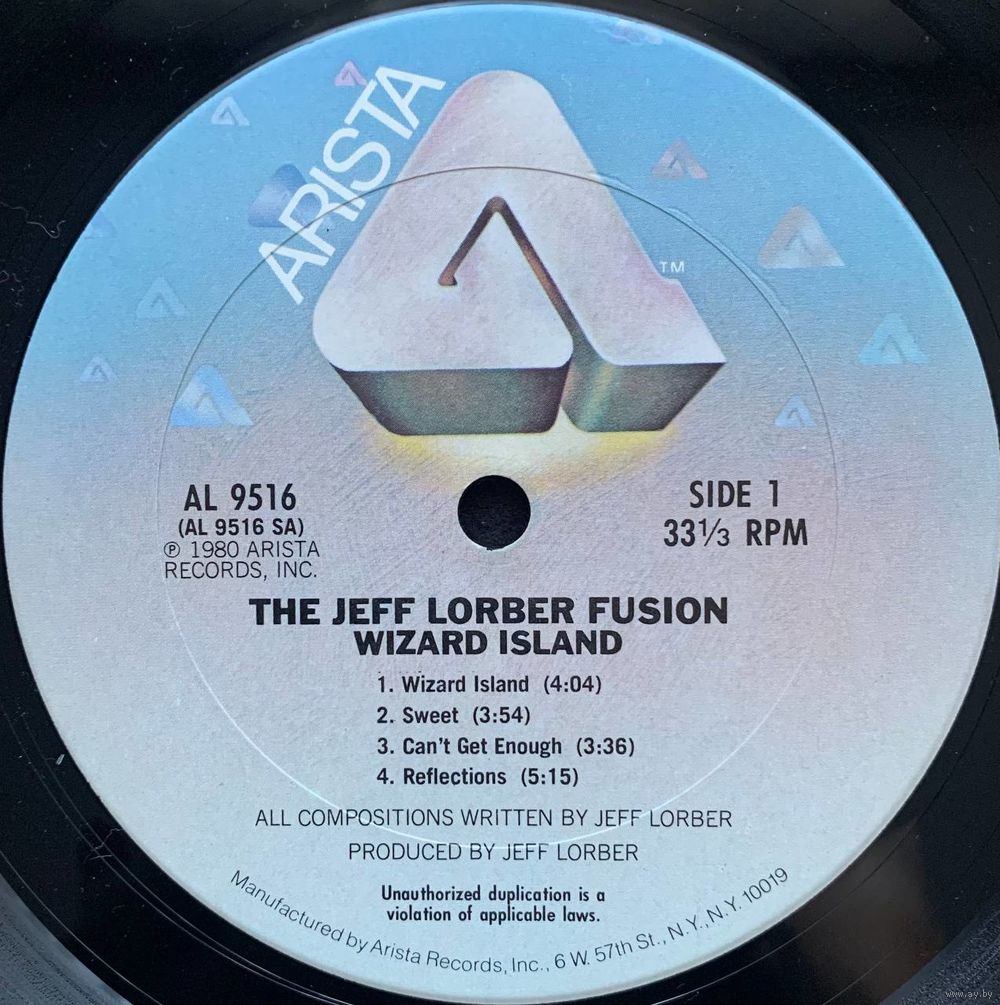 ARISTA
TM
AL 9516
(AL 9516 SA)
℗ 1980 ARISTA
RECORDS, INC.
SIDE 1
33⅓ RPM
THE JEFF LORBER FUSION
WIZARD ISLAND
1. Wizard Island (4:04)
2. Sweet (3:54)
3. Can't Get Enough (3:36)
4. Reflections (5:15)
ALL COMPOSITIONS WRITTEN BY JEFF LORBER
PRODUCED BY JEFF LORBER
Unauthorized duplication is a
violation of applicable laws.
Manufactured by Arista Records, Inc., 6 W. 57th St., N.Y., N.Y. 10019
www.ay.by